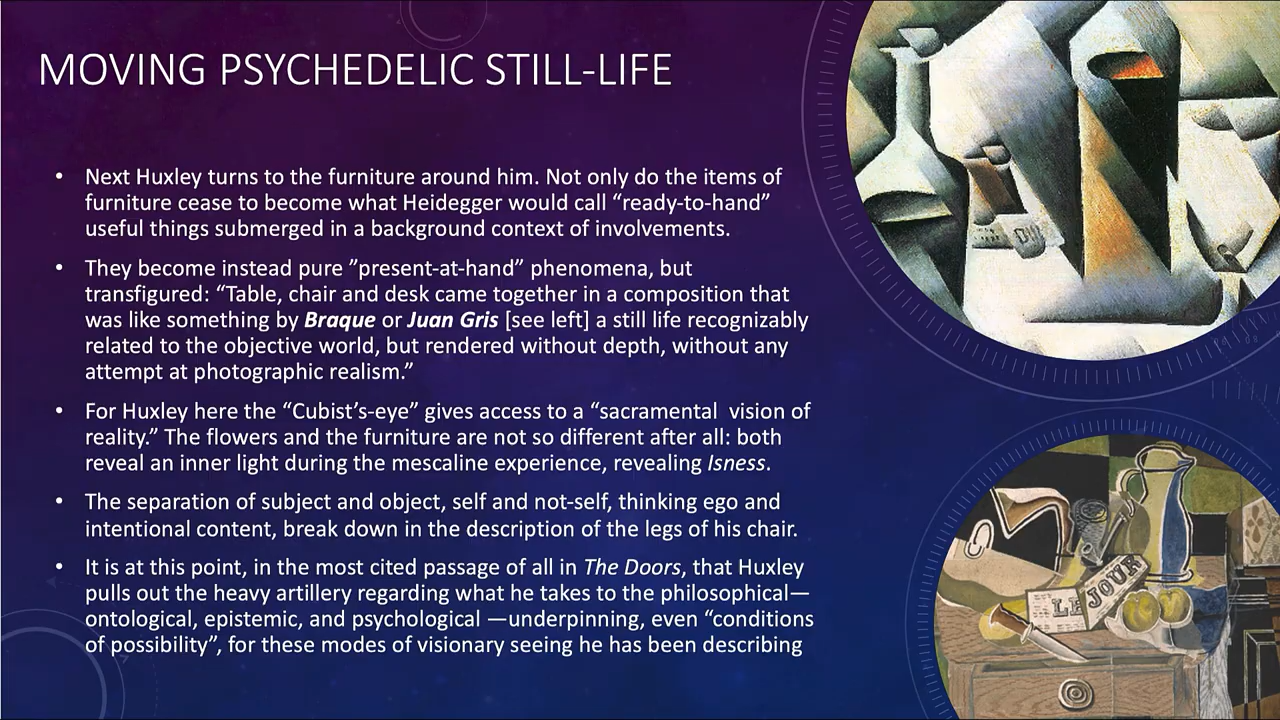 MOVING PSYCHEDELIC STILL-LIFE
• Next Huxley turns to the furniture around him. Not only do the items of
furniture cease to become what Heidegger would call “ready-to-hand”
useful things submerged in a background context of involvements.
• They become instead pure ”present-at-hand” phenomena, but
transfigured: “Table, chair and desk came together in a composition that
was like something by Braque or Juan Gris [see left] a still life recognizably
related to the objective world, but rendered without depth, without any
attempt at photographic realism.”
• For Huxley here the “Cubist’s-eye” gives access to a “sacramental  vision of
reality.” The flowers and the furniture are not so different after all: both
reveal an inner light during the mescaline experience, revealing Isness.
• The separation of subject and object, self and not-self, thinking ego and
intentional content, break down in the description of the legs of his chair.
• It is at this point, in the most cited passage of all in The Doors, that Huxley
pulls out the heavy artillery regarding what he takes to the philosophical—
ontological, epistemic, and psychological —underpinning, even “conditions
of possibility”, for these modes of visionary seeing he has been describing
LE JOUR